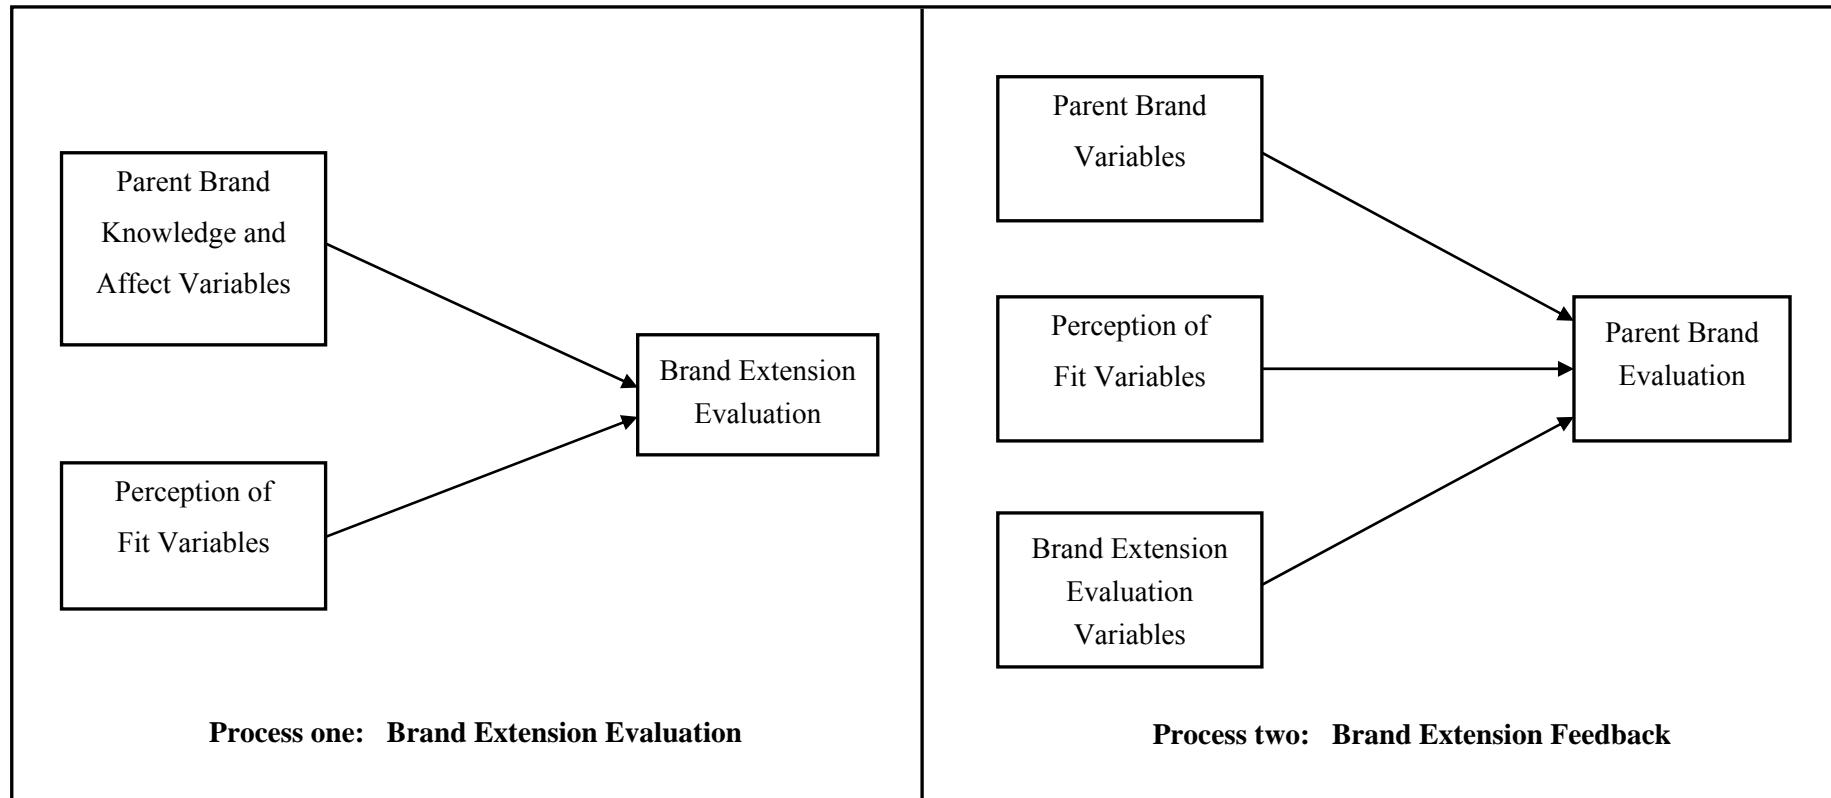 Parent Brand
Knowledge and
Affect Variables
Perception of
Fit Variables
Brand Extension
Evaluation
Process one: Brand Extension Evaluation
Parent Brand
Variables
Perception of
Fit Variables
Brand Extension
Evaluation
Variables
Parent Brand
Evaluation
Process two: Brand Extension Feedback